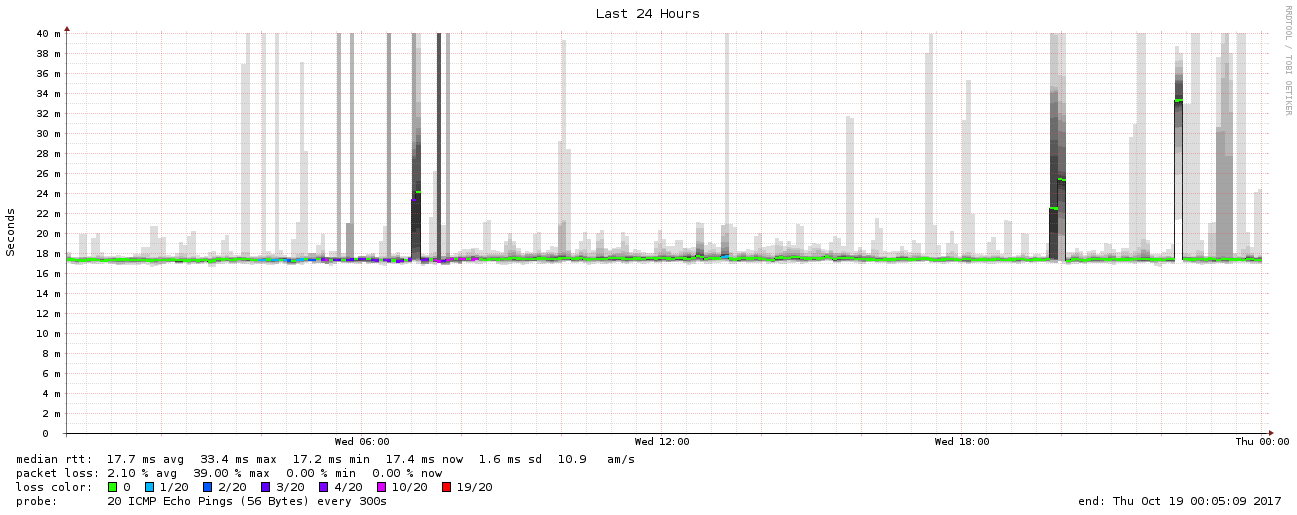 Last 24 Hours
RRDTOOL / TOBI OETIKER
Seconds
40 m
38 m
36 m
34 m
32 m
30 m
28 m
26 m
24 m
22 m
20 m
18 m
16 m
14 m
12 m
10 m
8 m
6 m
4 m
2 m
0
Wed 06:00 Wed 12:00 Wed 18:00 Thu 00:00
median rtt: 17.7 ms avg 33.4 ms max 17.2 ms min 17.4 ms now 1.6 ms sd 10.9 am/s
packet loss: 2.10 % avg 39.00 % max 0.00 % min 0.00 % now
loss color: 0 1/20 2/20 3/20 4/20 10/20 19/20
probe: 20 ICMP Echo Pings (56 Bytes) every 300s end: Thu Oct 19 00:05:09 2017